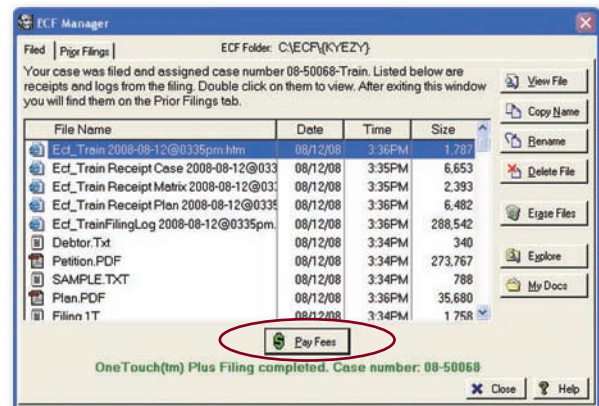 ECF Manager
Filed Prior Filings ECF Folder: C:\ECF\{KYEZY}
Your case was filed and assigned case number 08-50068-Train. Listed below are
receipts and logs from the filing. Double click on them to view. After exiting this window
you will find them on the Prior Filings tab.
File Name Date Time Size
Ecf_Train 2008-08-12@0335pm.htm 08/12/08 3:36PM 1,787
Ecf_Train Receipt Case 2008-08-12@033 08/12/08 3:35PM 6,653
Ecf_Train Receipt Matrix 2008-08-12@033 08/12/08 3:35PM 2,393
Ecf_Train Receipt Plan 2008-08-12@0335 08/12/08 3:36PM 6,482
Ecf_TrainFilingLog 2008-08-12@0335pm. 08/12/08 3:36PM 288,542
Debtor.Txt 08/12/08 3:34PM 340
Petition.PDF 08/12/08 3:34PM 273,767
SAMPLE.TXT 08/12/08 3:34PM 788
Plan.PDF 08/12/08 3:36PM 35,680
Filing 1T 08/12/08 3:34PM 1 758
View File
Copy Name
Rename
Delete File
Erase Files
Explore
My Docs
Pay Fees
OneTouch(tm) Plus Filing completed. Case number: 08-50068
Close Help